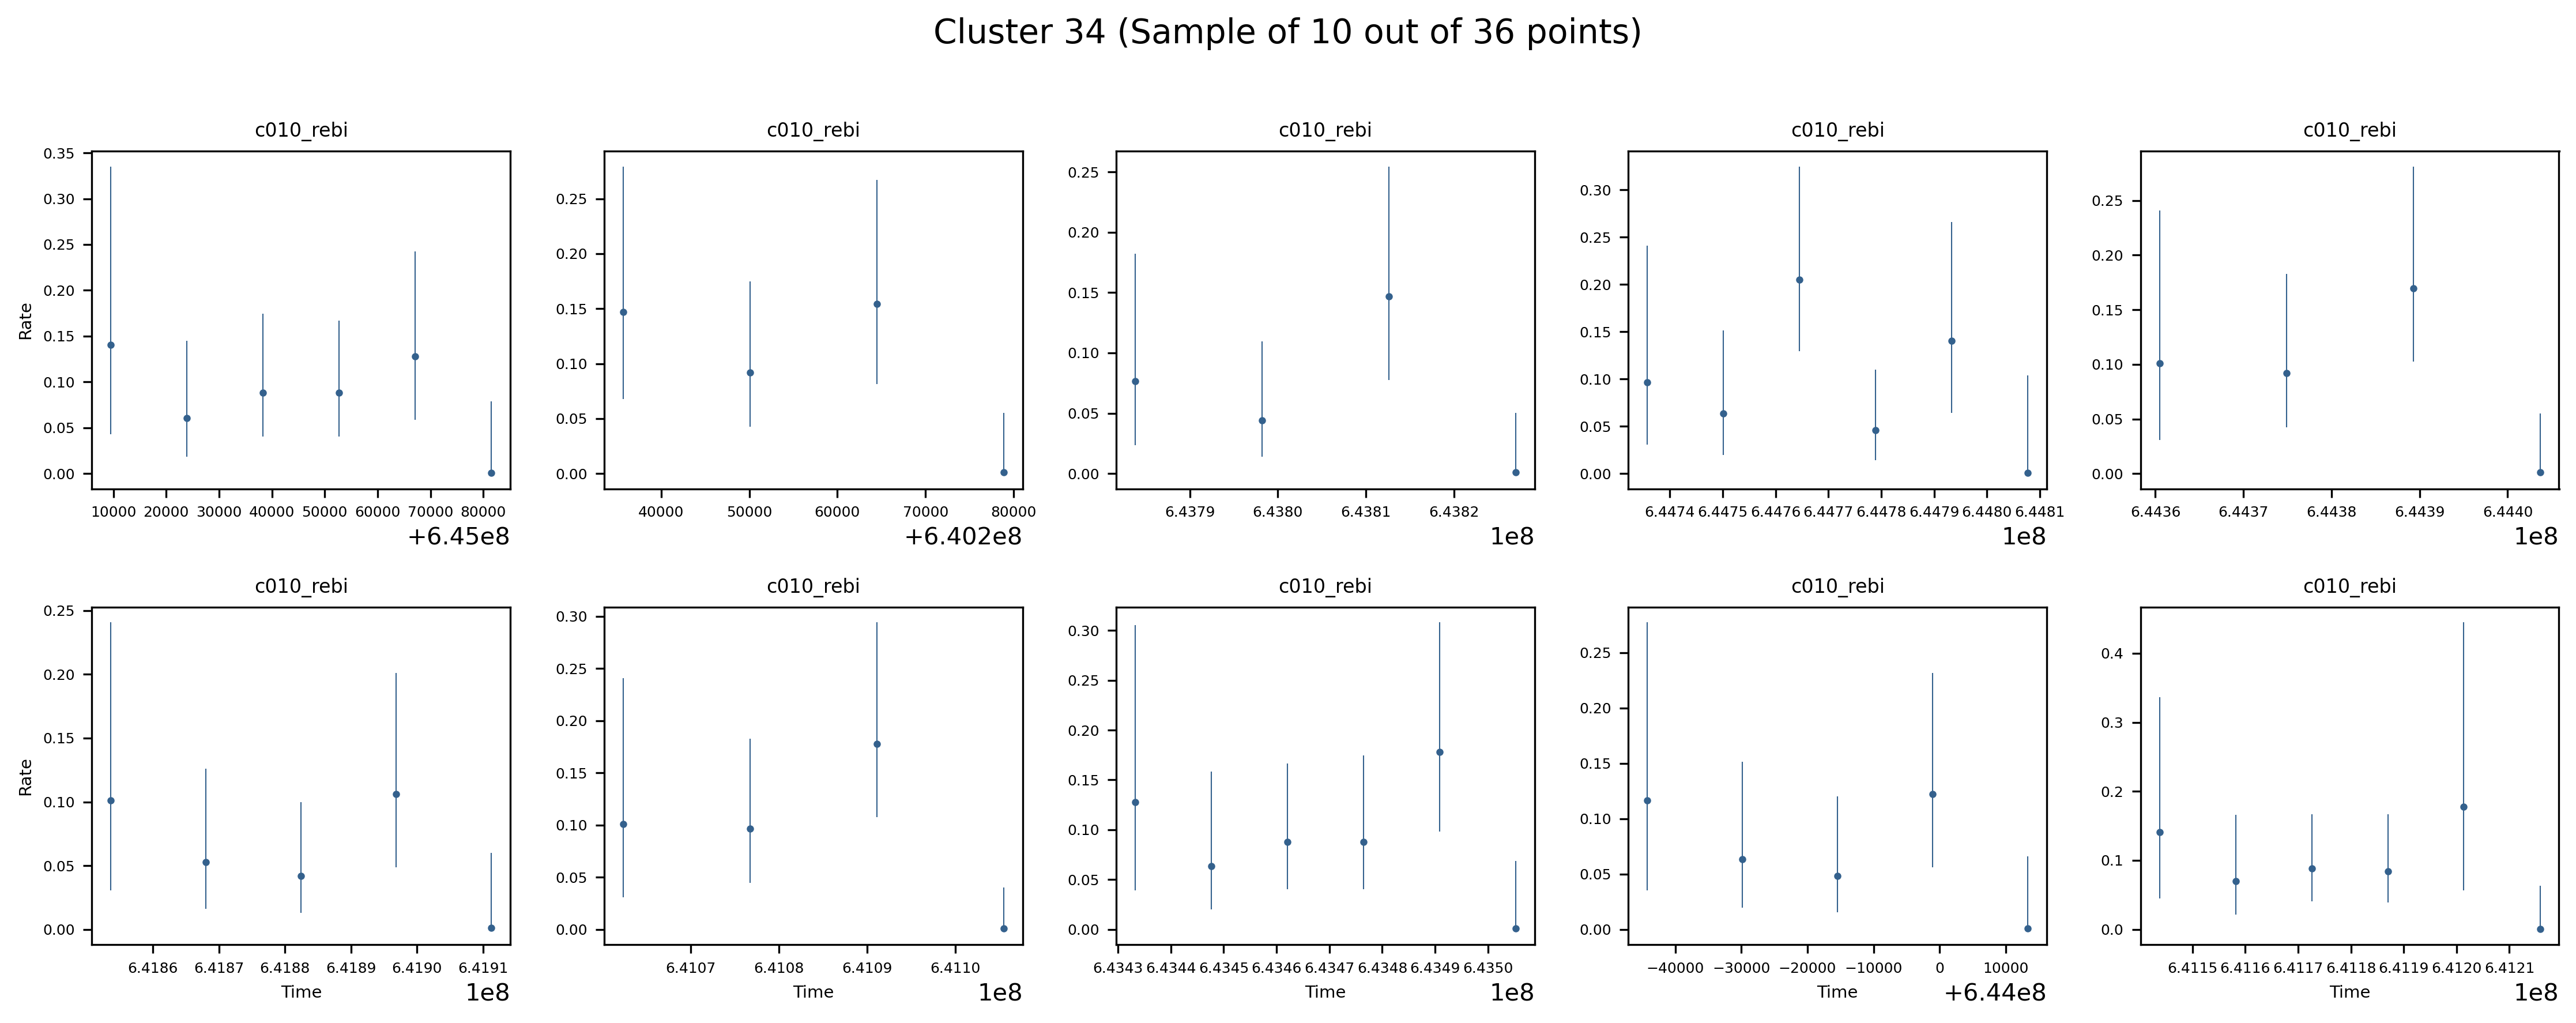 Cluster 34 (Sample of 10 out of 36 points)
c010_rebi c010_rebi c010_rebi c010_rebi c010_rebi
Rate
0.35
0.30
0.25
0.20
0.15
0.10
0.05
0.00
10000 20000 30000 40000 50000 60000 70000 80000
+6.45e8
0.25
0.20
0.15
0.10
0.05
0.00
40000 50000 60000 70000 80000
+6.402e8
0.25
0.20
0.15
0.10
0.05
0.00
6.4379 6.4380 6.4381 6.4382
1e8
0.30
0.25
0.20
0.15
0.10
0.05
0.00
6.4474 6.4475 6.4476 6.4477 6.4478 6.4479 6.4480 6.4481
1e8
0.25
0.20
0.15
0.10
0.05
0.00
6.4436 6.4437 6.4438 6.4439 6.4440
1e8
c010_rebi c010_rebi c010_rebi c010_rebi c010_rebi
Rate
0.25
0.20
0.15
0.10
0.05
0.00
6.4186 6.4187 6.4188 6.4189 6.4190 6.4191
Time 1e8
0.30
0.25
0.20
0.15
0.10
0.05
0.00
6.4107 6.4108 6.4109 6.4110
Time 1e8
0.30
0.25
0.20
0.15
0.10
0.05
0.00
6.4343 6.4344 6.4345 6.4346 6.4347 6.4348 6.4349 6.4350
Time 1e8
0.25
0.20
0.15
0.10
0.05
0.00
−40000 −30000 −20000 −10000 0 10000
Time +6.44e8
0.4
0.3
0.2
0.1
0.0
6.4115 6.4116 6.4117 6.4118 6.4119 6.4120 6.4121
Time 1e8